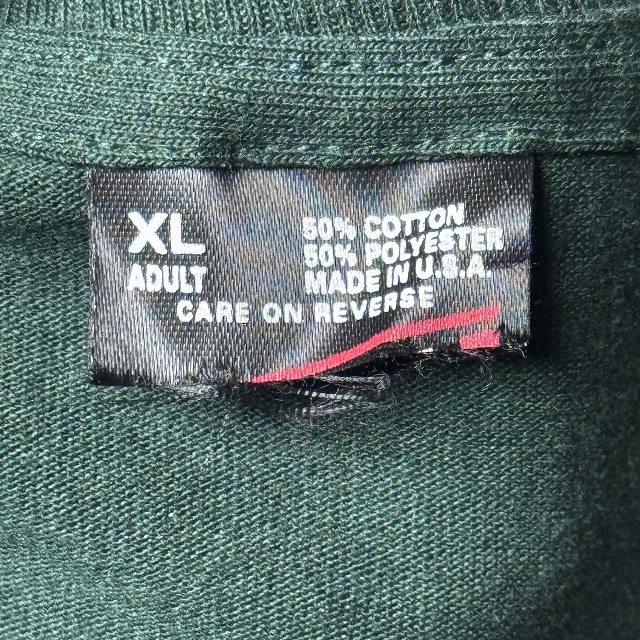 XL
ADULT
50% COTTON
50% POLYESTER
MADE IN U.S.A.
CARE ON REVERSE